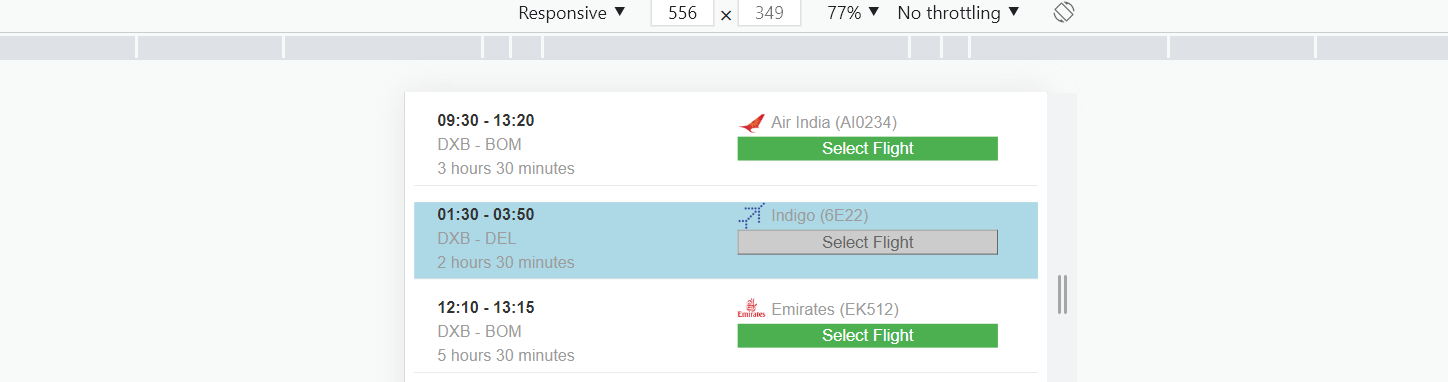 Responsive ▼ 556 × 349 77% ▼ No throttling ▼
09:30 - 13:20
Air India (AI0234)
DXB - BOM
Select Flight
3 hours 30 minutes
01:30 - 03:50
Indigo (6E22)
DXB - DEL
Select Flight
2 hours 30 minutes
12:10 - 13:15
Emirates
Emirates (EK512)
DXB - BOM
Select Flight
5 hours 30 minutes